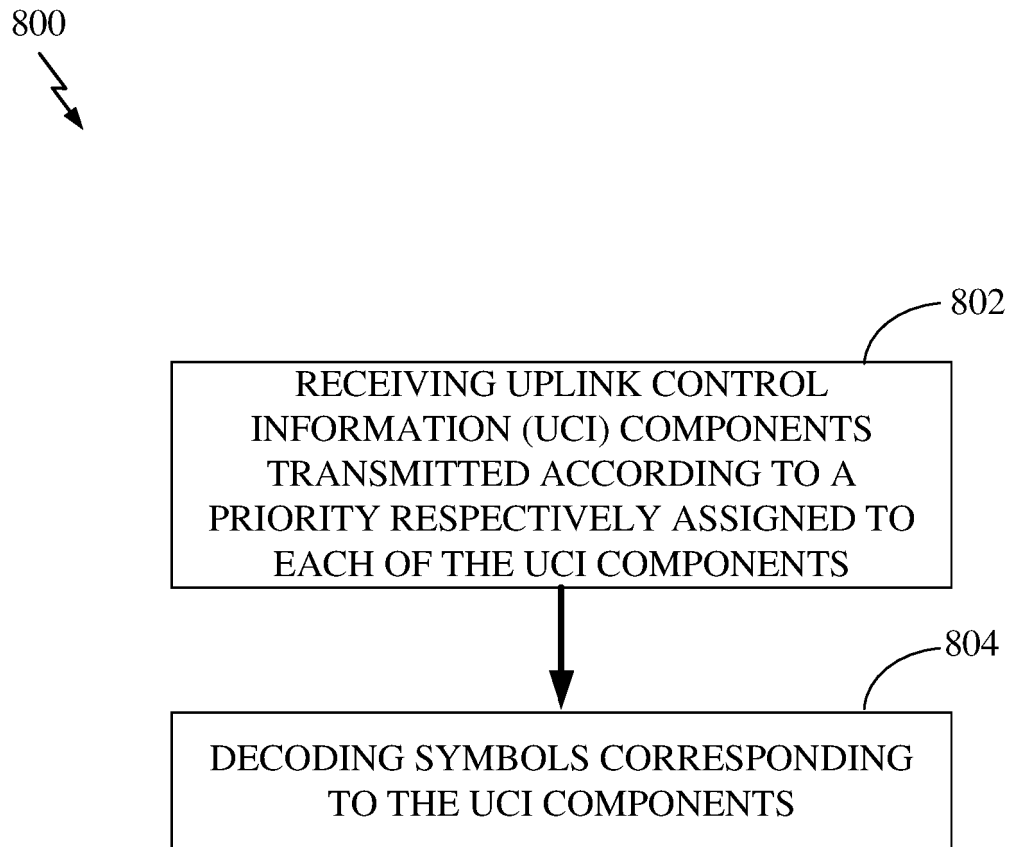 800
802
RECEIVING UPLINK CONTROL
INFORMATION (UCI) COMPONENTS
TRANSMITTED ACCORDING TO A
PRIORITY RESPECTIVELY ASSIGNED TO
EACH OF THE UCI COMPONENTS
804
DECODING SYMBOLS CORRESPONDING
TO THE UCI COMPONENTS